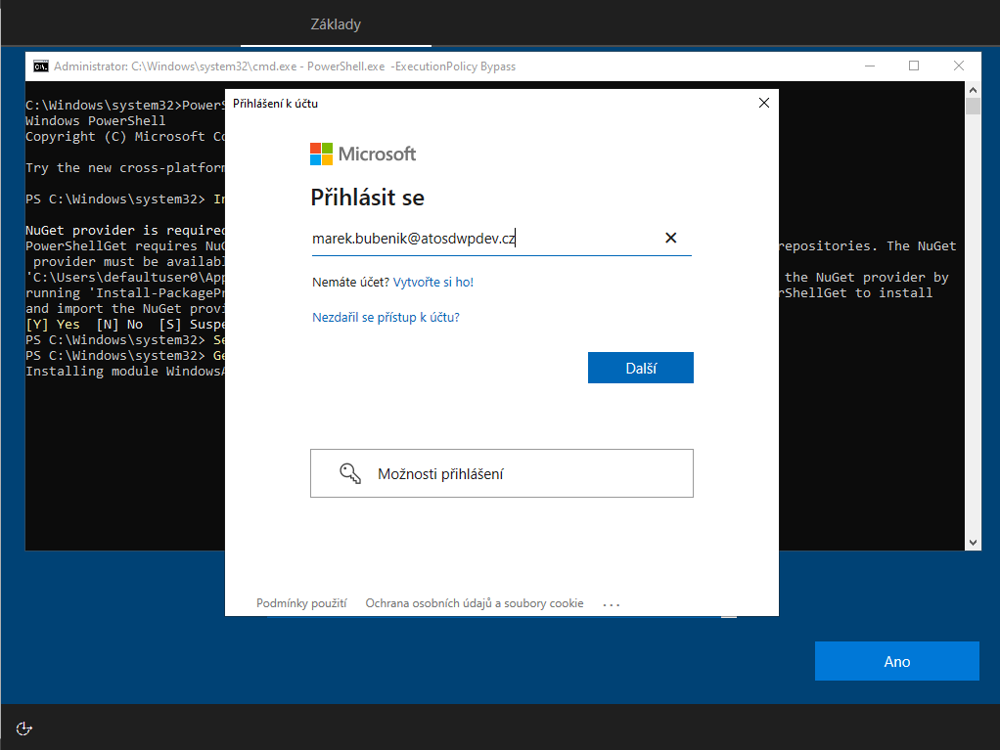 Základy
Administrator: C:\Windows\system32\cmd.exe - PowerShell.exe -ExecutionPolicy Bypass
C:\Windows\system32>PowerS
Windows PowerShell
Copyright (C) Microsoft Co
Try the new cross-platform
PS C:\Windows\system32> In
NuGet provider is required
PowerShellGet requires NuG
repositories. The NuGet
provider must be availabl
'C:\Users\defaultuser0\App
the NuGet provider by
running 'Install-PackagePr
rShellGet to install
and import the NuGet provi
[Y] Yes [N] No [S] Suspe
PS C:\Windows\system32> Se
PS C:\Windows\system32> Ge
Installing module WindowsA
Přihlášení k účtu
Microsoft
Přihlásit se
marek.bubenik@atosdwpdev.cz
Nemáte účet? Vytvořte si ho!
Nezdařil se přístup k účtu?
Další
Možnosti přihlášení
Podmínky použití Ochrana osobních údajů a soubory cookie ...
Ano